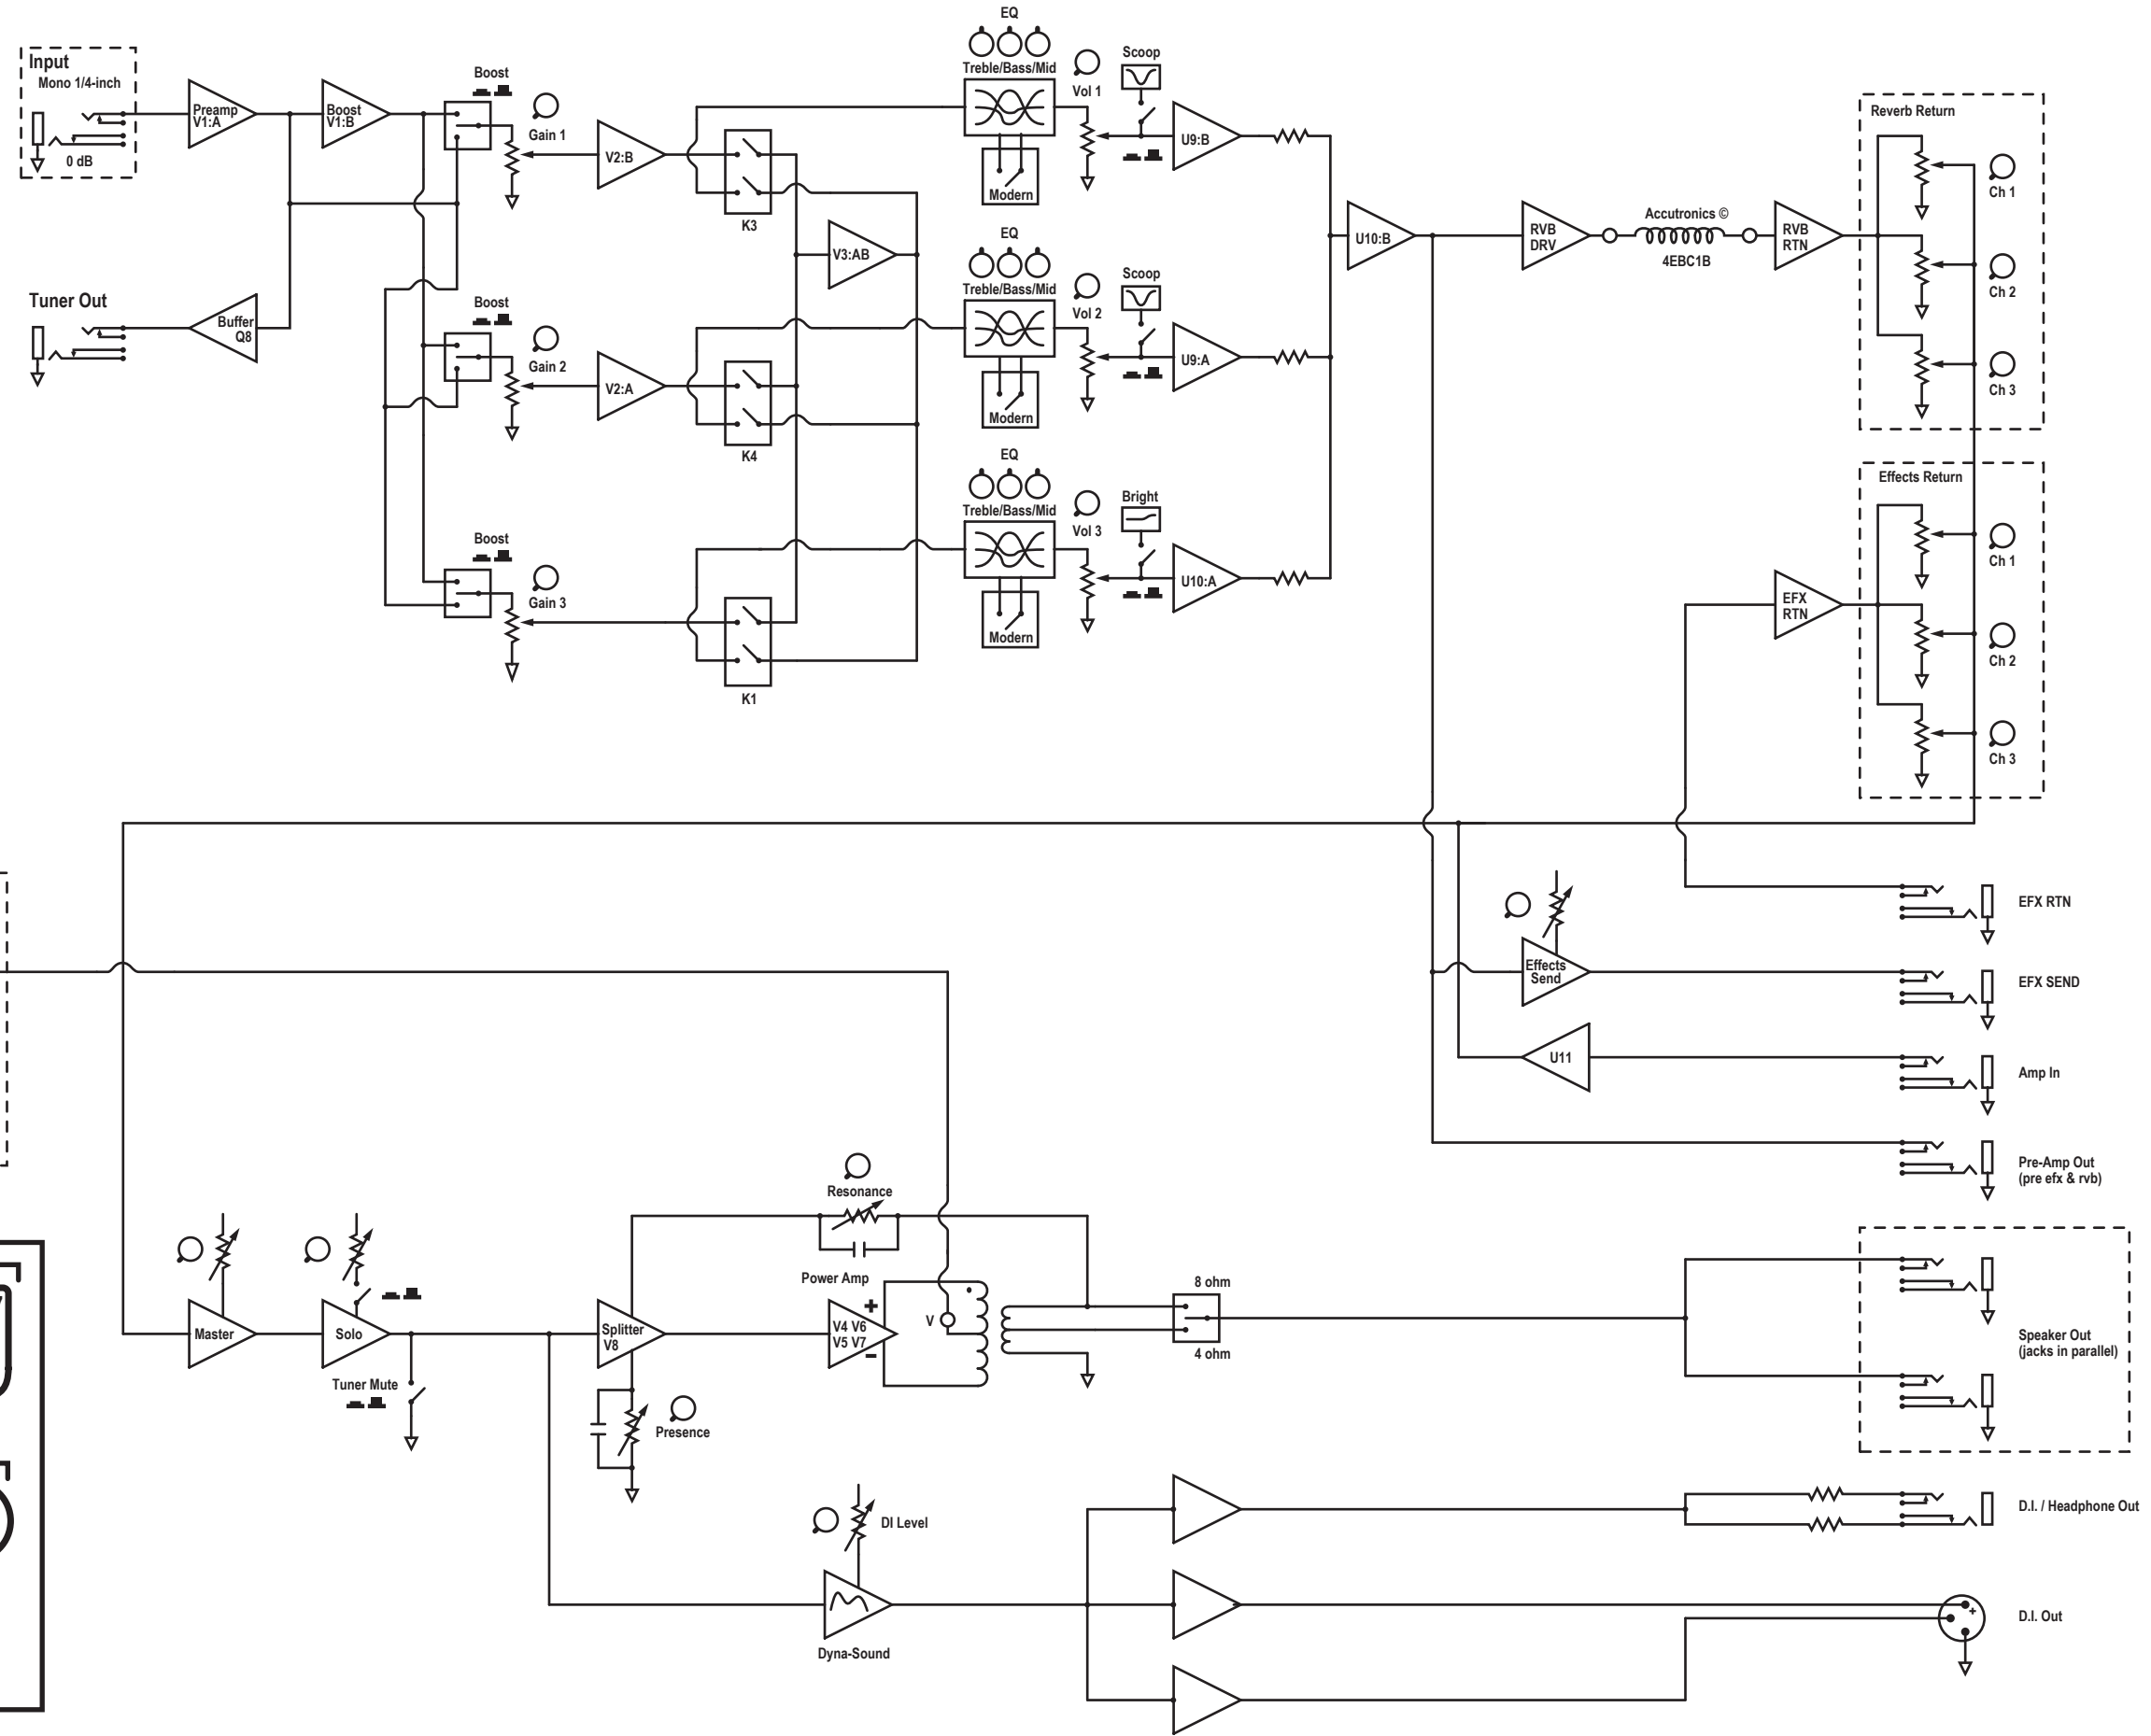 Input
Mono 1/4-inch
0 dB
Preamp
V1:A
Boost
V1:B
Boost
Gain 1
V2:B
K3
V3:AB
EQ
Treble/Bass/Mid
Modern
Vol 1
Scoop
U9:B
Tuner Out
Buffer
Q8
Boost
Gain 2
V2:A
K4
EQ
Treble/Bass/Mid
Modern
Vol 2
Scoop
U9:A
Boost
Gain 3
K1
EQ
Treble/Bass/Mid
Modern
Vol 3
Bright
U10:A
U10:B
RVB
DRV
Accutronics ©
4EBC1B
RVB
RTN
Reverb Return
Ch 1
Ch 2
Ch 3
Effects Return
EFX
RTN
Ch 1
Ch 2
Ch 3
EFX RTN
Effects
Send
EFX SEND
U11
Amp In
Pre-Amp Out
(pre efx & rvb)
Master
Solo
Tuner Mute
Splitter
V8
Presence
Resonance
Power Amp
V4 V6
V5 V7
+
–
V
8 ohm
4 ohm
Speaker Out
(jacks in parallel)
DI Level
Dyna-Sound
D.I. / Headphone Out
+
D.I. Out